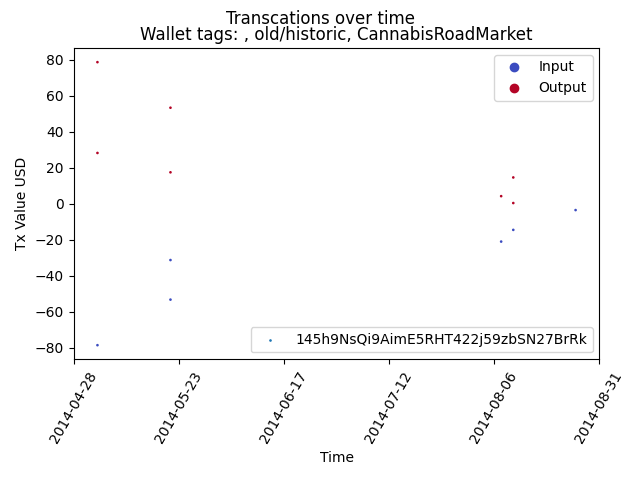 Transcations over time
Wallet tags: , old/historic, CannabisRoadMarket
Input
Output
80
60
40
20
0
−20
−40
−60
−80
Tx Value USD
145h9NsQi9AimE5RHT422j59zbSN27BrRk
2014-04-28
2014-05-23
2014-06-17
2014-07-12
2014-08-06
2014-08-31
Time